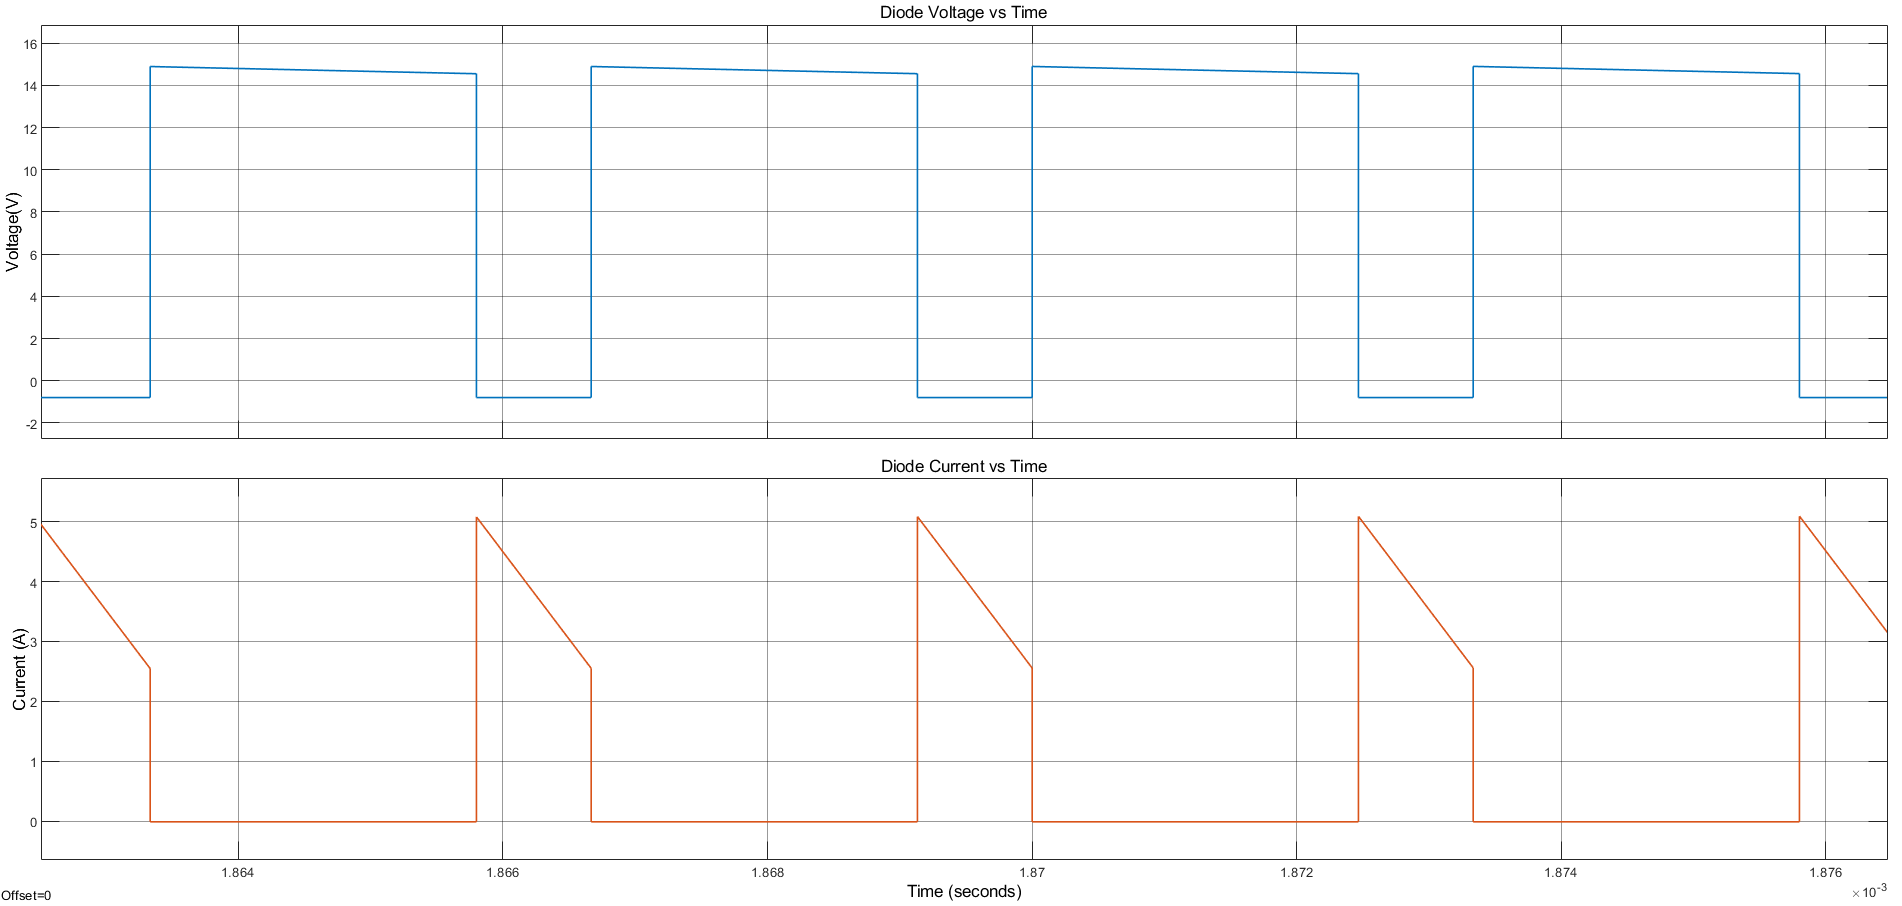 Diode Voltage vs Time
16
14
12
10
8
6
4
2
0
-2
Voltage(V)
Diode Current vs Time
5
4
3
2
1
0
Current (A)
1.864 1.866 1.868 1.87 1.872 1.874 1.876
Time (seconds)
×10-3
Offset=0